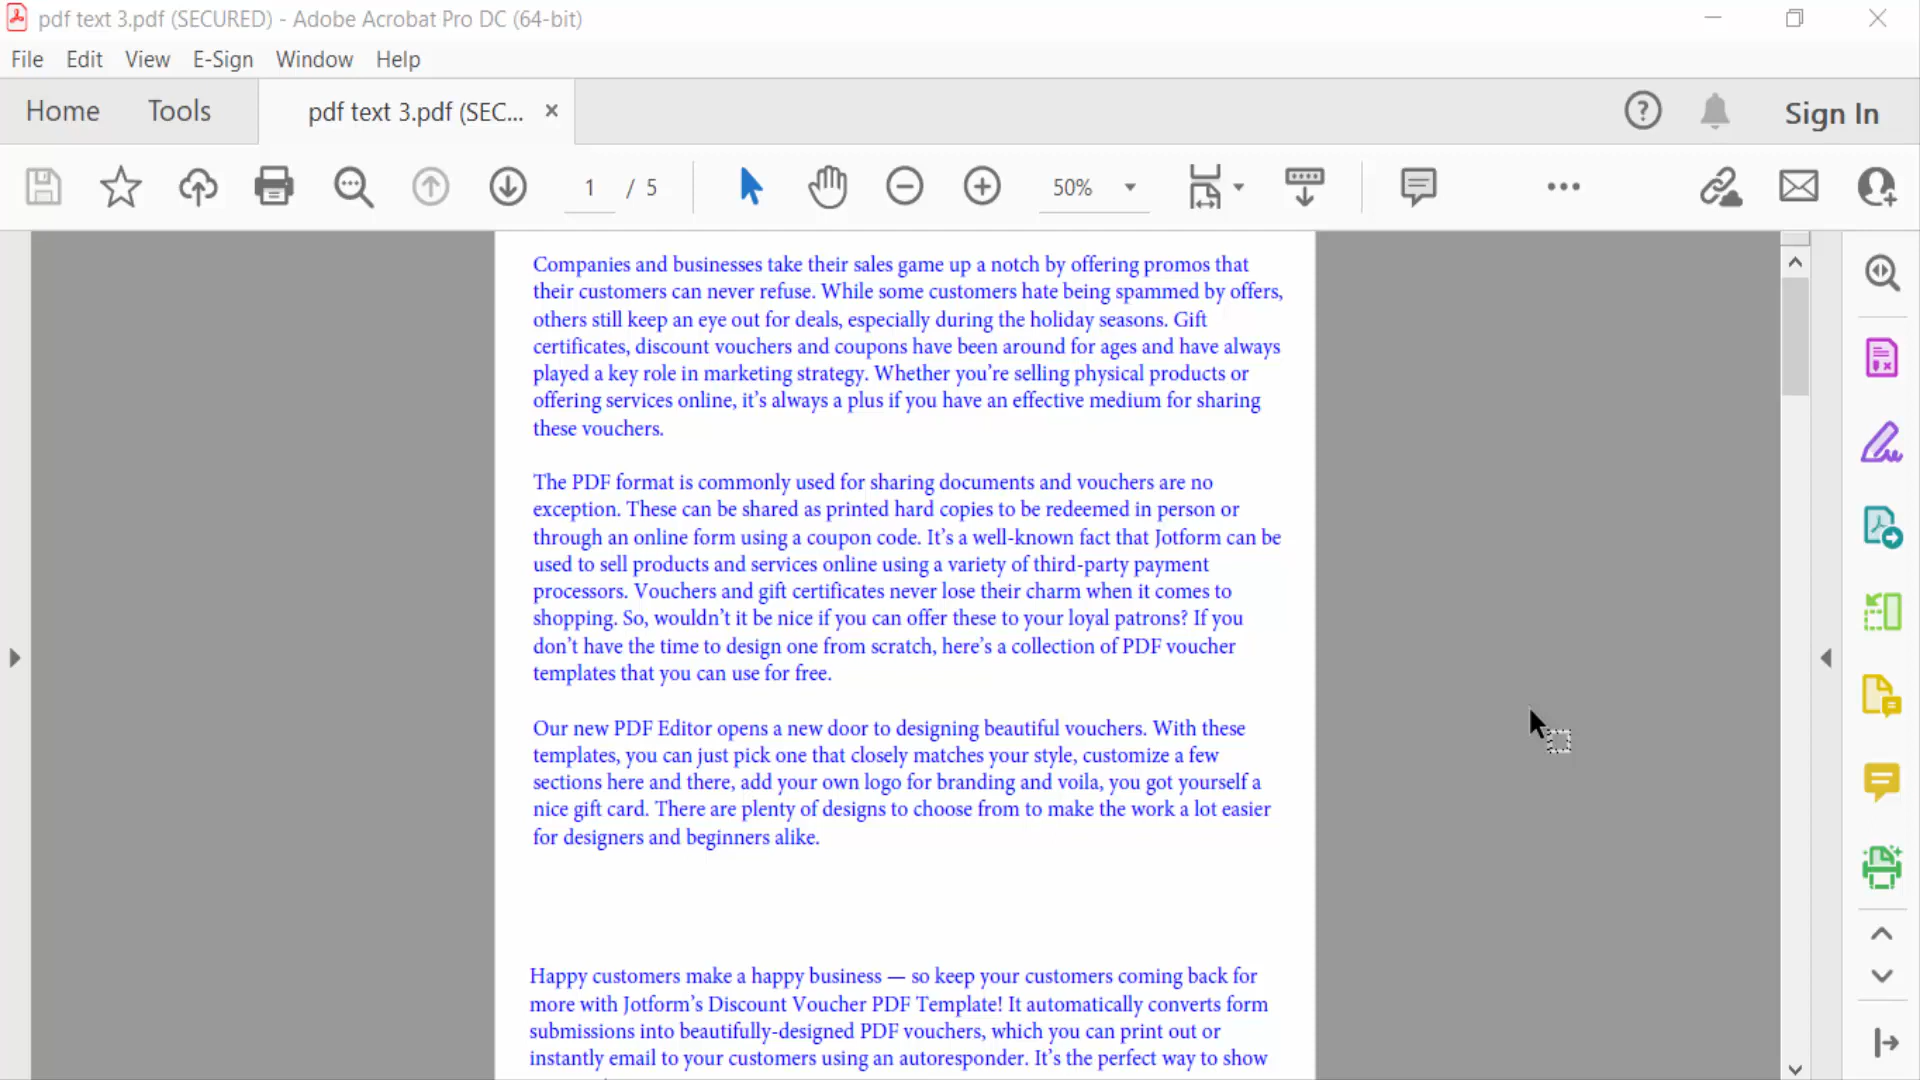 pdf text 3.pdf (SECURED) - Adobe Acrobat Pro DC (64-bit)
File Edit View E-Sign Window Help
Home Tools pdf text 3.pdf (SEC... × Sign In
1 / 5 50%
Companies and businesses take their sales game up a notch by offering promos that
their customers can never refuse. While some customers hate being spammed by offers,
others still keep an eye out for deals, especially during the holiday seasons. Gift
certificates, discount vouchers and coupons have been around for ages and have always
played a key role in marketing strategy. Whether you’re selling physical products or
offering services online, it’s always a plus if you have an effective medium for sharing
these vouchers.
The PDF format is commonly used for sharing documents and vouchers are no
exception. These can be shared as printed hard copies to be redeemed in person or
through an online form using a coupon code. It’s a well-known fact that Jotform can be
used to sell products and services online using a variety of third-party payment
processors. Vouchers and gift certificates never lose their charm when it comes to
shopping. So, wouldn’t it be nice if you can offer these to your loyal patrons? If you
don’t have the time to design one from scratch, here’s a collection of PDF voucher
templates that you can use for free.
Our new PDF Editor opens a new door to designing beautiful vouchers. With these
templates, you can just pick one that closely matches your style, customize a few
sections here and there, add your own logo for branding and voila, you got yourself a
nice gift card. There are plenty of designs to choose from to make the work a lot easier
for designers and beginners alike.
Happy customers make a happy business — so keep your customers coming back for
more with Jotform’s Discount Voucher PDF Template! It automatically converts form
submissions into beautifully-designed PDF vouchers, which you can print out or
instantly email to your customers using an autoresponder. It’s the perfect way to show